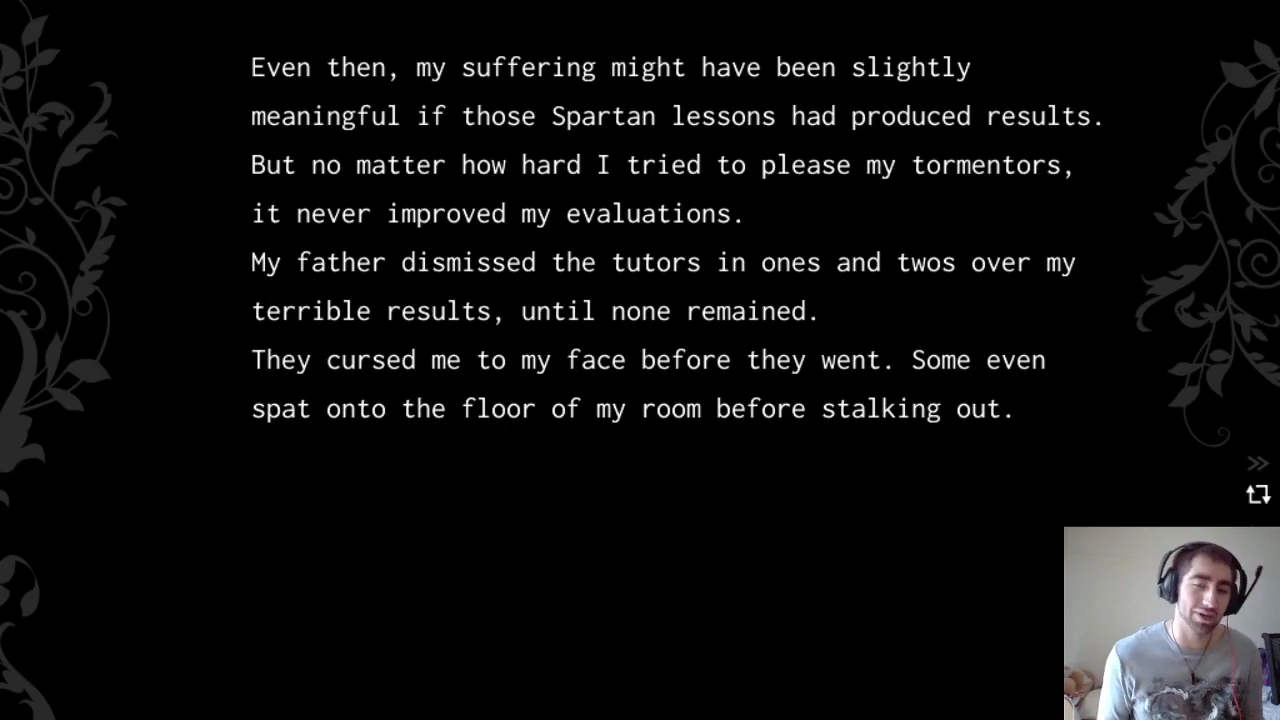 Even then, my suffering might have been slightly
meaningful if those Spartan lessons had produced results.
But no matter how hard I tried to please my tormentors,
it never improved my evaluations.
My father dismissed the tutors in ones and twos over my
terrible results, until none remained.
They cursed me to my face before they went. Some even
spat onto the floor of my room before stalking out.